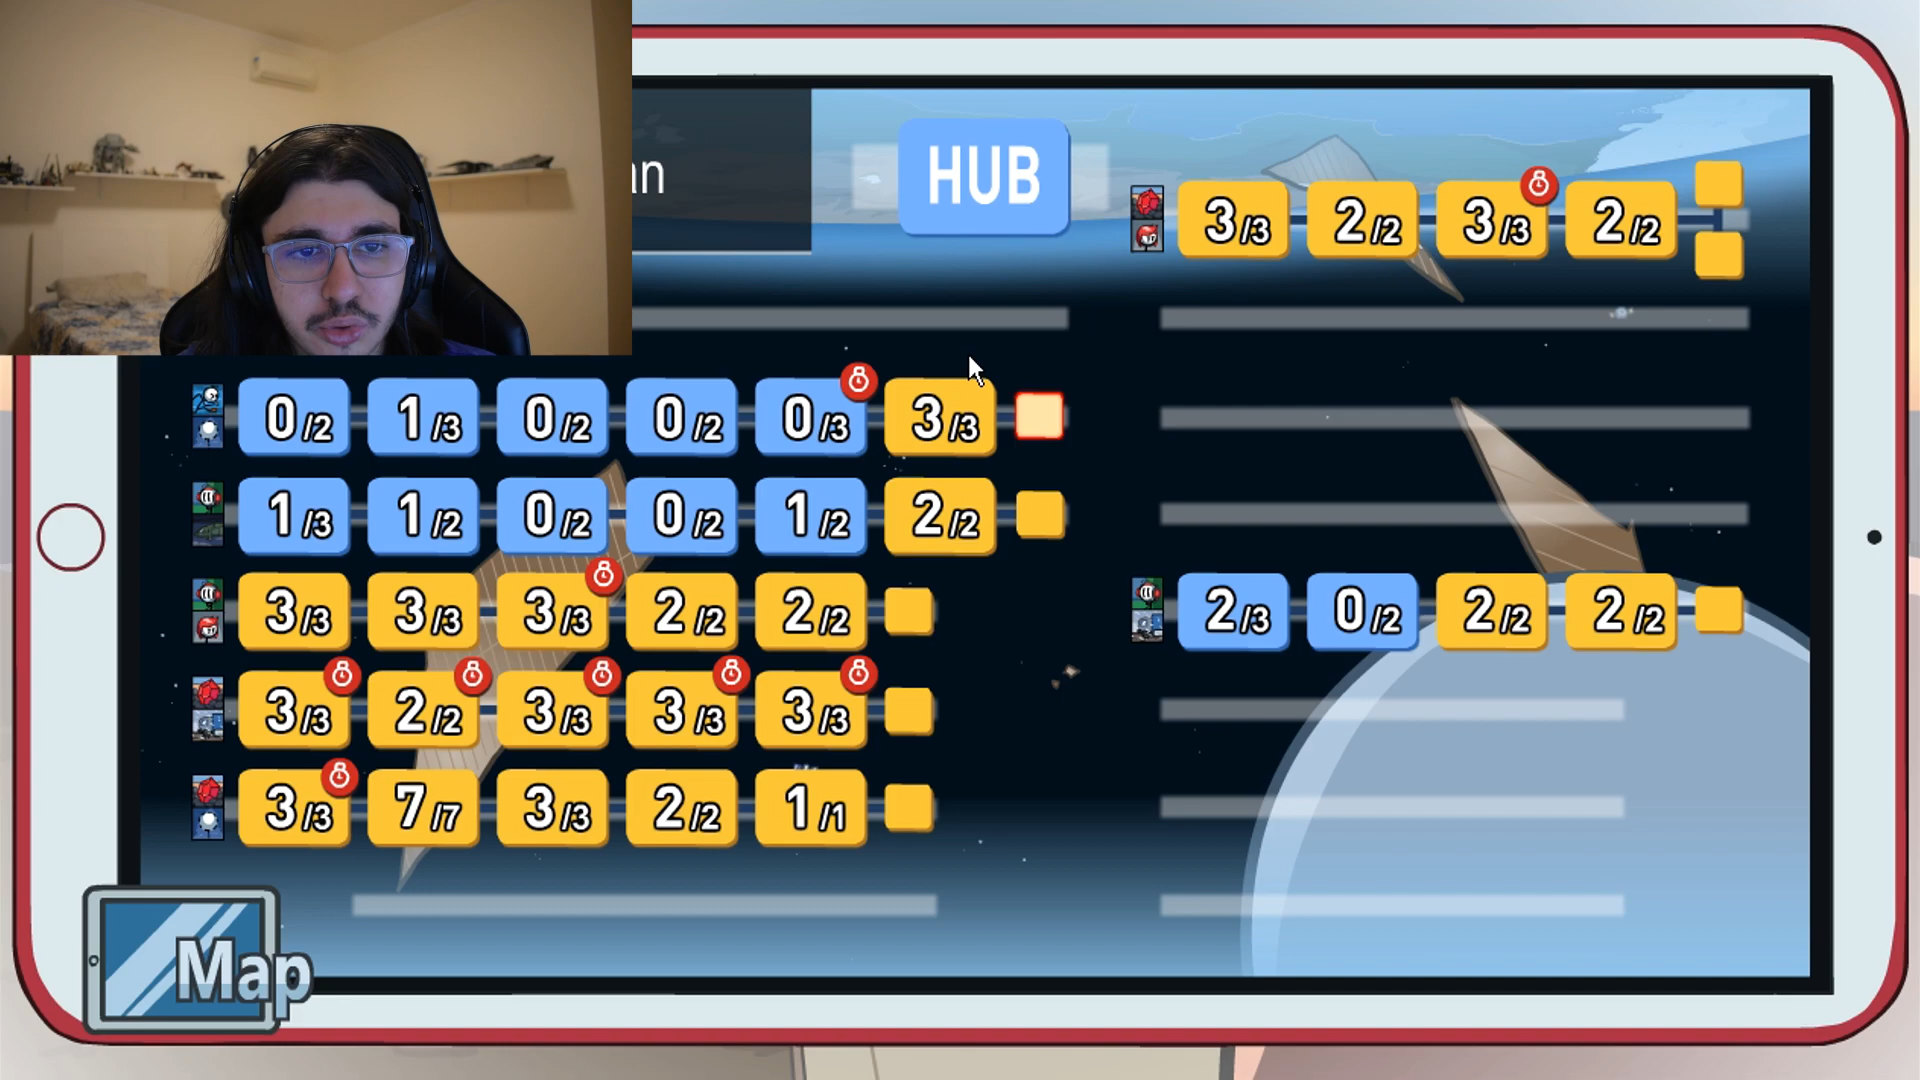 an
HUB
3/3 2/2 3/3 2/2
0/2 1/3 0/2 0/2 0/3 3/3
1/3 1/2 0/2 0/2 1/2 2/2
3/3 3/3 3/3 2/2 2/2
2/3 0/2 2/2 2/2
3/3 2/2 3/3 3/3 3/3
3/3 7/7 3/3 2/2 1/1
Map